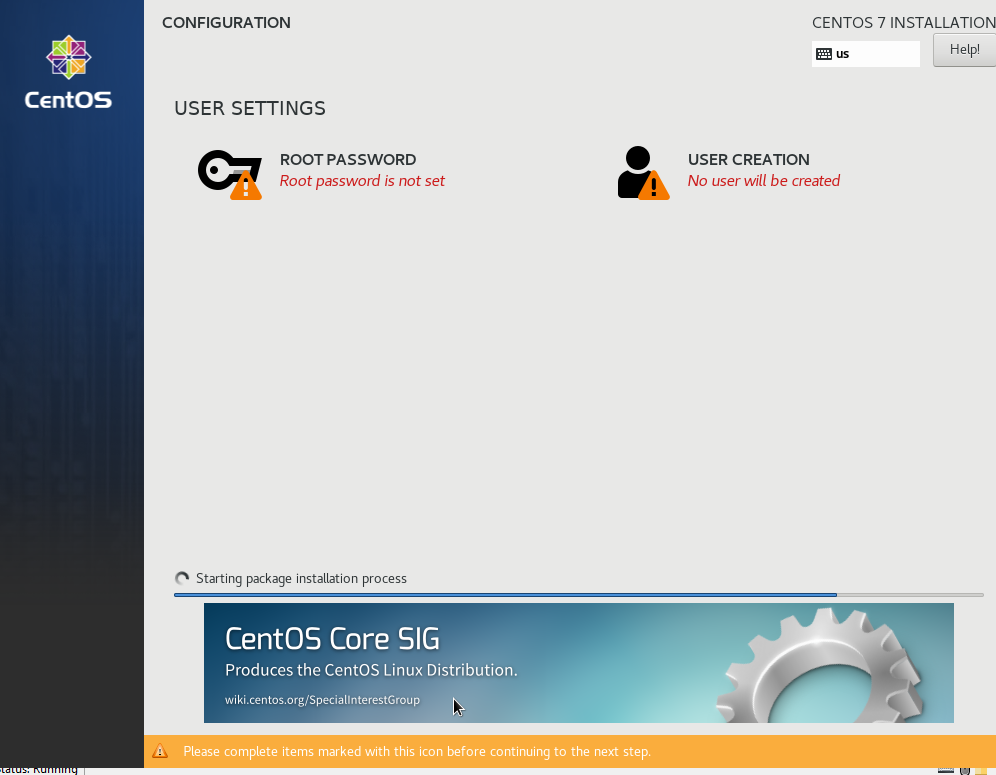 CentOS
CONFIGURATION
CENTOS 7 INSTALLATION
us
Help!
USER SETTINGS
ROOT PASSWORD
Root password is not set
USER CREATION
No user will be created
Starting package installation process
CentOS Core SIG
Produces the CentOS Linux Distribution.
wiki.centos.org/SpecialInterestGroup
Please complete items marked with this icon before continuing to the next step.
tatus: Running